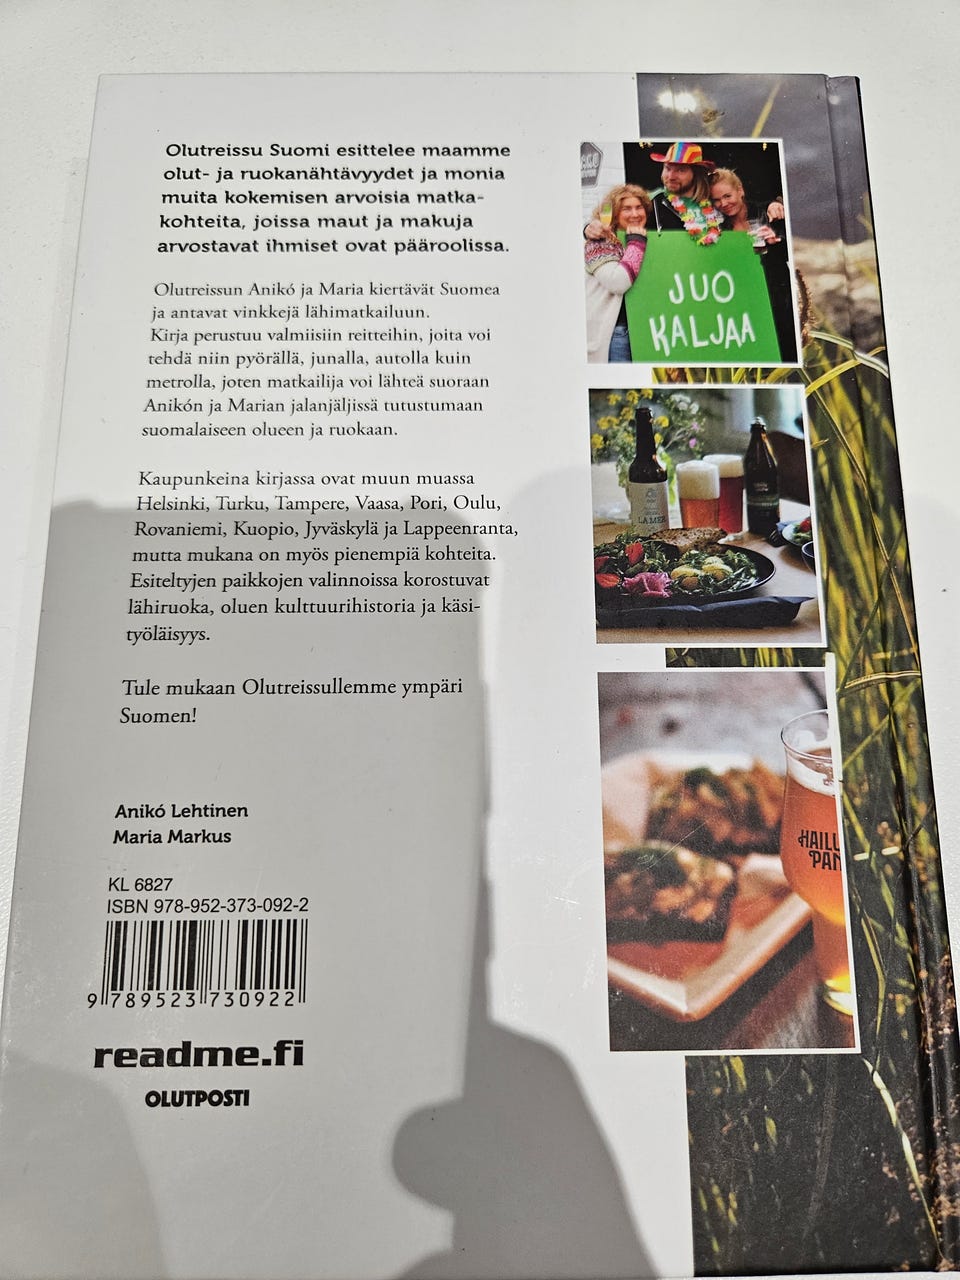 Olutreissu Suomi esittelee maamme
olut- ja ruokanähtävyydet ja monia
muita kokemisen arvoisia matka-
kohteita, joissa maut ja makuja
arvostavat ihmiset ovat pääroolissa.
Olutreissun Anikó ja Maria kiertävät Suomea
ja antavat vinkkejä lähimatkailuun.
Kirja perustuu valmiisiin reitteihin, joita voi
tehdä niin pyörällä, junalla, autolla kuin
metrolla, joten matkailija voi lähteä suoraan
Anikón ja Marian jalanjäljissä tutustumaan
suomalaiseen olueen ja ruokaan.
Kaupunkeina kirjassa ovat muun muassa
Helsinki, Turku, Tampere, Vaasa, Pori, Oulu,
Rovaniemi, Kuopio, Jyväskylä ja Lappeenranta,
mutta mukana on myös pienempiä kohteita.
Esiteltyjen paikkojen valinnoissa korostuvat
lähiruoka, oluen kulttuurihistoria ja käsi-
työläisyys.
Tule mukaan Olutreissullemme ympäri
Suomen!
Anikó Lehtinen
Maria Markus
KL 6827
ISBN 978-952-373-092-2
9 789523 730922
readme.fi
OLUTPOSTI
JUO
KALJAA
LA MER
HAILU
PAN